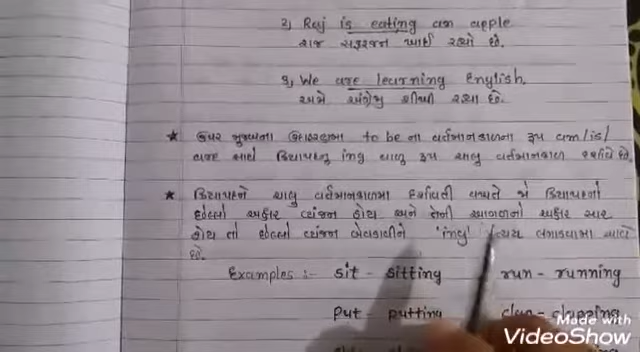 2) Raj is eating an apple
રાજ સફરજન ખાઈ રહ્યો છે.
3) We are learning English.
અમે અંગ્રેજી શીખી રહ્યા છે.
★ ઉપર મુજબના ઉદાહરણમાં to be ના વર્તમાનકાળના રૂપ am/is/
are સાથે ક્રિયાપદનુ ing વાળુ રૂપ ચાલુ વર્તમાનકાળ દર્શાવે છે
★ ક્રિયાપદને ચાલુ વર્તમાનકાળમાં દર્શાવતી વખતે જે ક્રિયાપદનો
છેલ્લો અક્ષર વ્યંજન હોય અને તેની આગળનો અક્ષર સ્વર
હોય તો છેલ્લો વ્યંજન બેવડાવીને 'ing' પ્રત્યય લગાડવામાં આવે
છે.
Examples :- sit - sitting run - running
put - putting clap - clapping
Made with
VideoShow